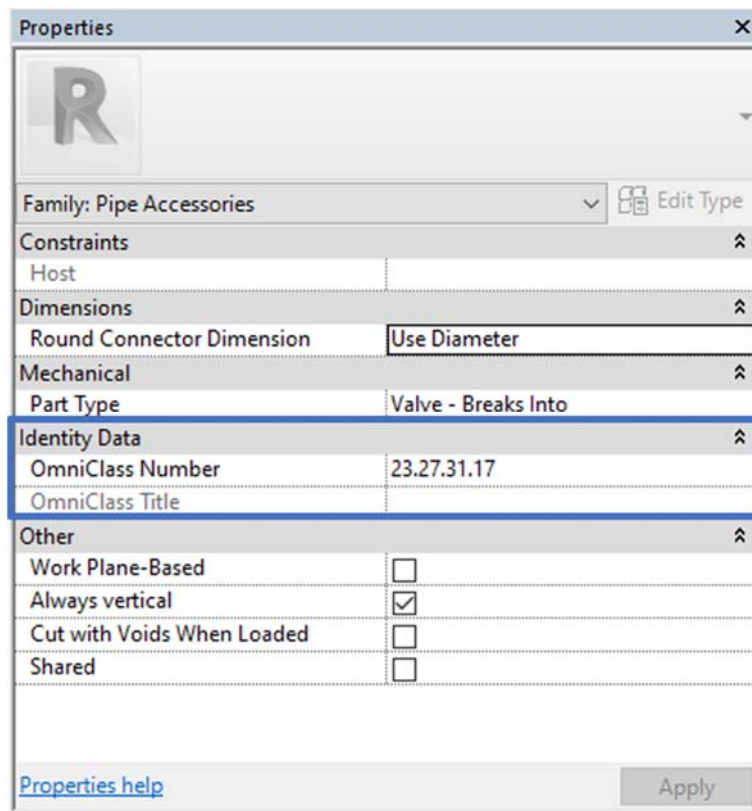 Properties
R
Family: Pipe Accessories Edit Type
Constraints
Host
Dimensions
Round Connector Dimension Use Diameter
Mechanical
Part Type Valve - Breaks Into
Identity Data
OmniClass Number 23.27.31.17
OmniClass Title
Other
Work Plane-Based
Always vertical
Cut with Voids When Loaded
Shared
Properties help Apply